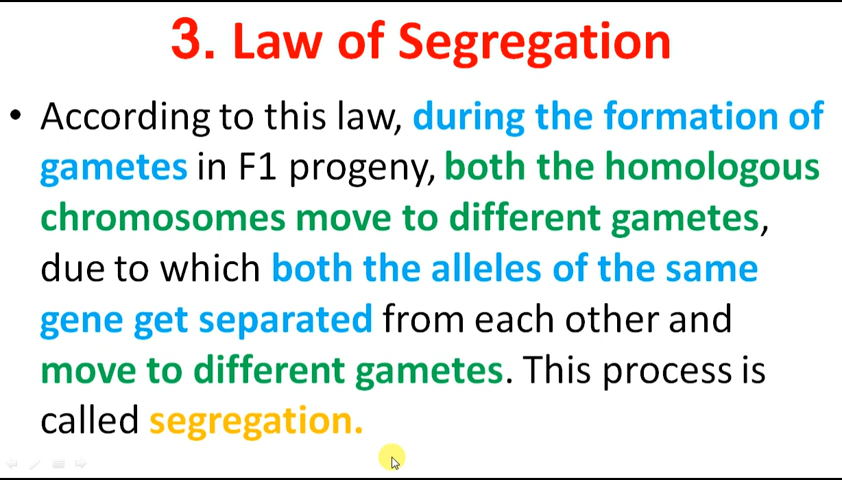 3. Law of Segregation
• According to this law, during the formation of
gametes in F1 progeny, both the homologous
chromosomes move to different gametes,
due to which both the alleles of the same
gene get separated from each other and
move to different gametes. This process is
called segregation.